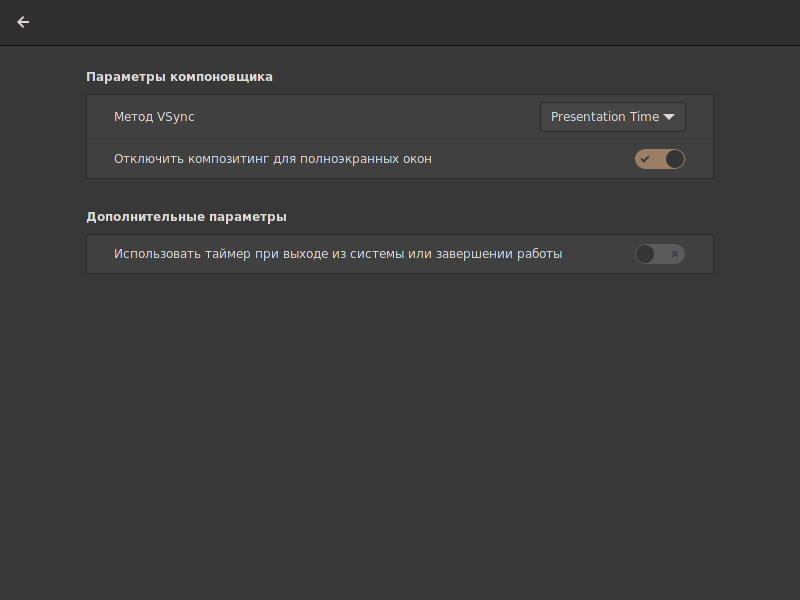 Параметры компоновщика
Метод VSync
Presentation Time
Отключить композитинг для полноэкранных окон
Дополнительные параметры
Использовать таймер при выходе из системы или завершении работы